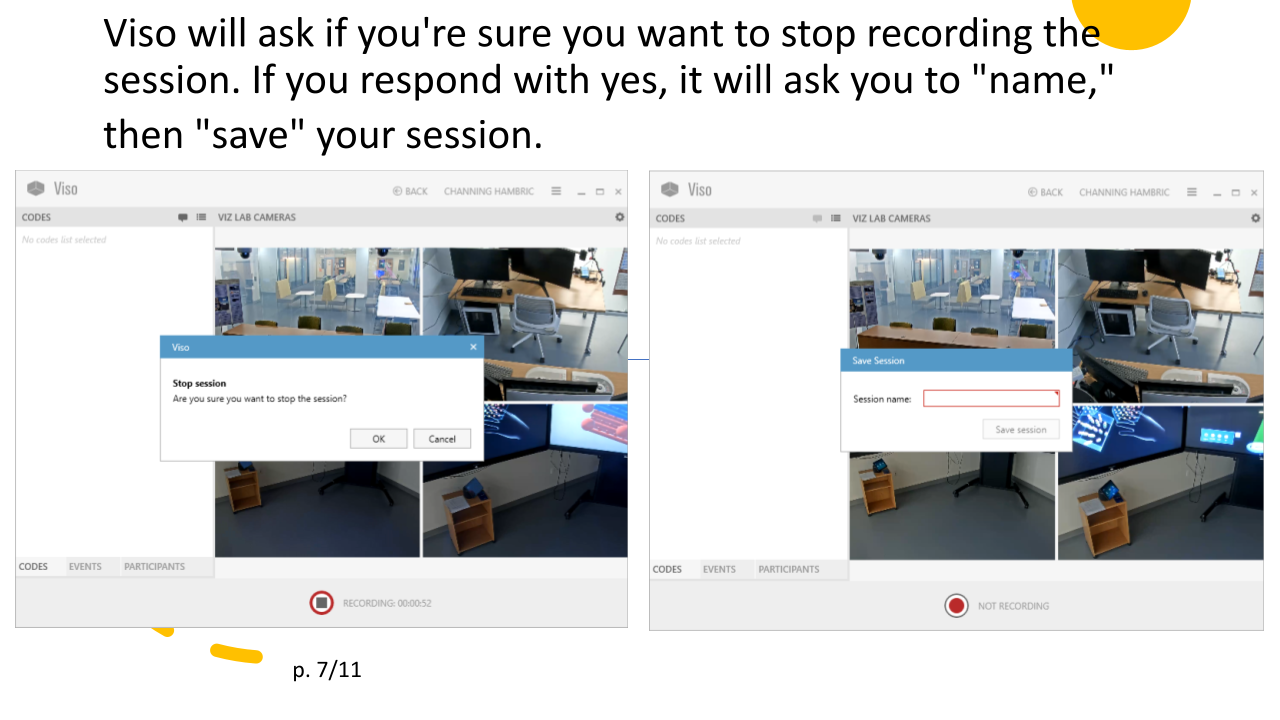 Viso will ask if you're sure you want to stop recording the
session. If you respond with yes, it will ask you to "name,"
then "save" your session.
Viso
BACK CHANNING HAMBRIC
CODES VIZ LAB CAMERAS
No codes list selected
Viso
Stop session
Are you sure you want to stop the session?
OK Cancel
CODES EVENTS PARTICIPANTS
RECORDING: 00:00:52
Viso
BACK CHANNING HAMBRIC
CODES VIZ LAB CAMERAS
No codes list selected
Save Session
Session name:
Save session
CODES EVENTS PARTICIPANTS
NOT RECORDING
p. 7/11